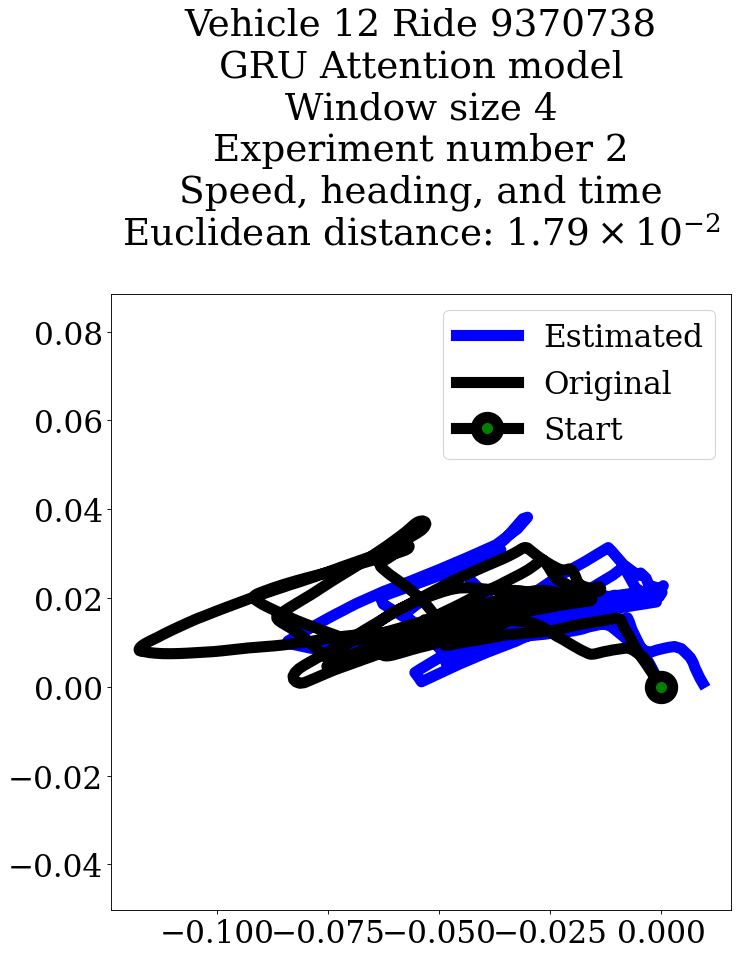 Vehicle 12 Ride 9370738
GRU Attention model
Window size 4
Experiment number 2
Speed, heading, and time
Euclidean distance: 1.79 × 10⁻²
Estimated
Original
Start
0.08
0.06
0.04
0.02
0.00
−0.02
−0.04
−0.100 −0.075 −0.050 −0.025 0.000